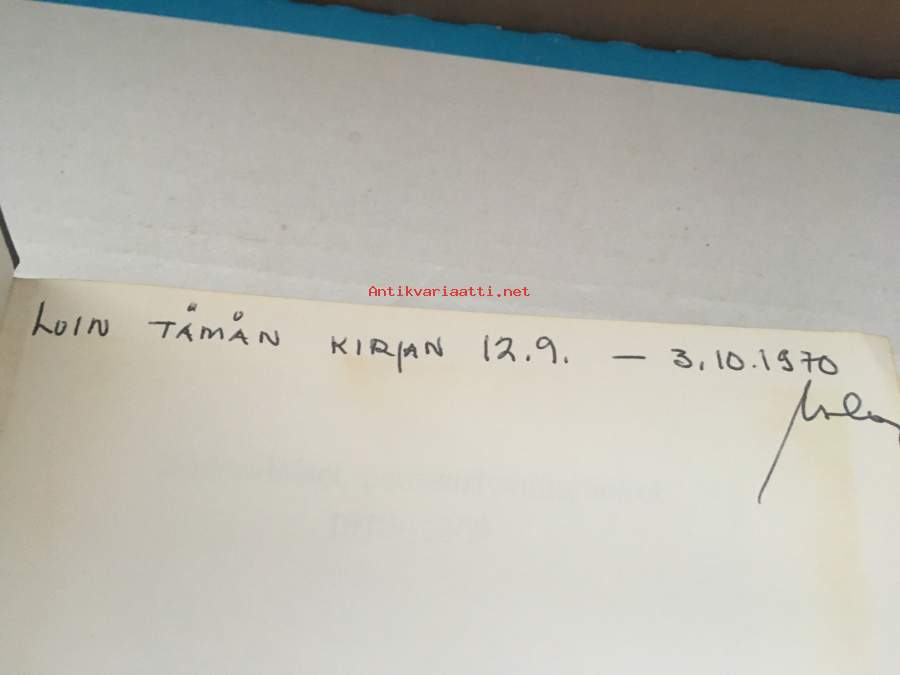 Antikvariaatti.net
LUIN TÄMÄN KIRJAN 12.9. — 3.10.1970